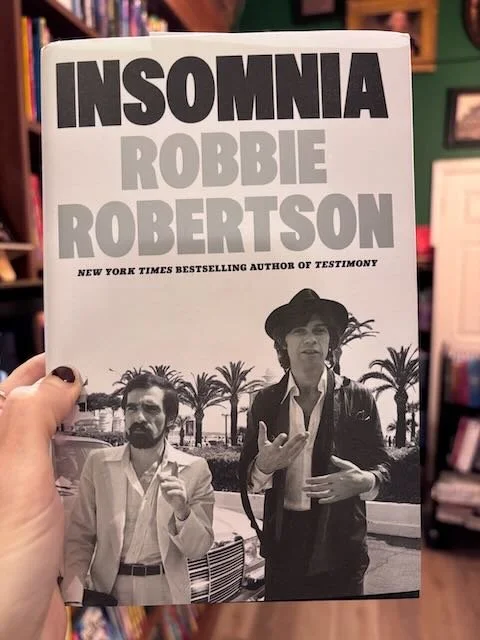 INSOMNIA
ROBBIE
ROBERTSON
NEW YORK TIMES BESTSELLING AUTHOR OF TESTIMONY